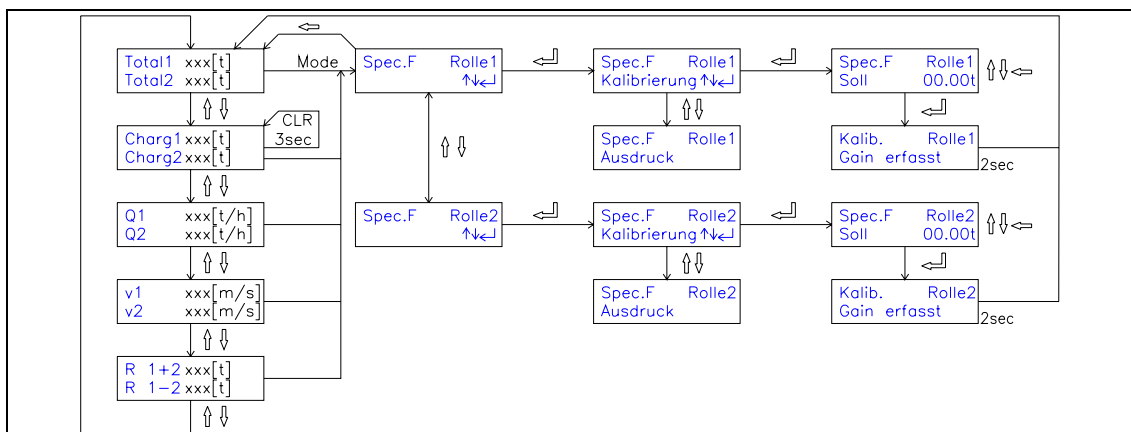 Total1 xxx[t]
Total2 xxx[t]
Mode
Spec.F Rolle1
↑↓↵
Spec.F Rolle1
Kalibrierung↑↓↵
Spec.F Rolle1
Soll 00.00t
Charg1 xxx[t]
Charg2 xxx[t]
CLR
3sec
Spec.F Rolle1
Ausdruck
Kalib. Rolle1
Gain erfasst
2sec
Q1 xxx[t/h]
Q2 xxx[t/h]
Spec.F Rolle2
↑↓↵
Spec.F Rolle2
Kalibrierung↑↓↵
Spec.F Rolle2
Soll 00.00t
v1 xxx[m/s]
v2 xxx[m/s]
Spec.F Rolle2
Ausdruck
Kalib. Rolle2
Gain erfasst
2sec
R 1+2 xxx[t]
R 1-2 xxx[t]